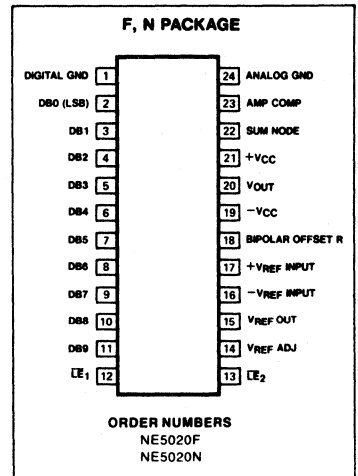 F, N PACKAGE
DIGITAL GND 1 24 ANALOG GND
DB0 (LSB) 2 23 AMP COMP
DB1 3 22 SUM NODE
DB2 4 21 +VCC
DB3 5 20 VOUT
DB4 6 19 -VCC
DB5 7 18 BIPOLAR OFFSET R
DB6 8 17 +VREF INPUT
DB7 9 16 -VREF INPUT
DB8 10 15 VREF OUT
DB9 11 14 VREF ADJ
L̅E̅1 12 13 L̅E̅2
ORDER NUMBERS
NE5020F
NE5020N